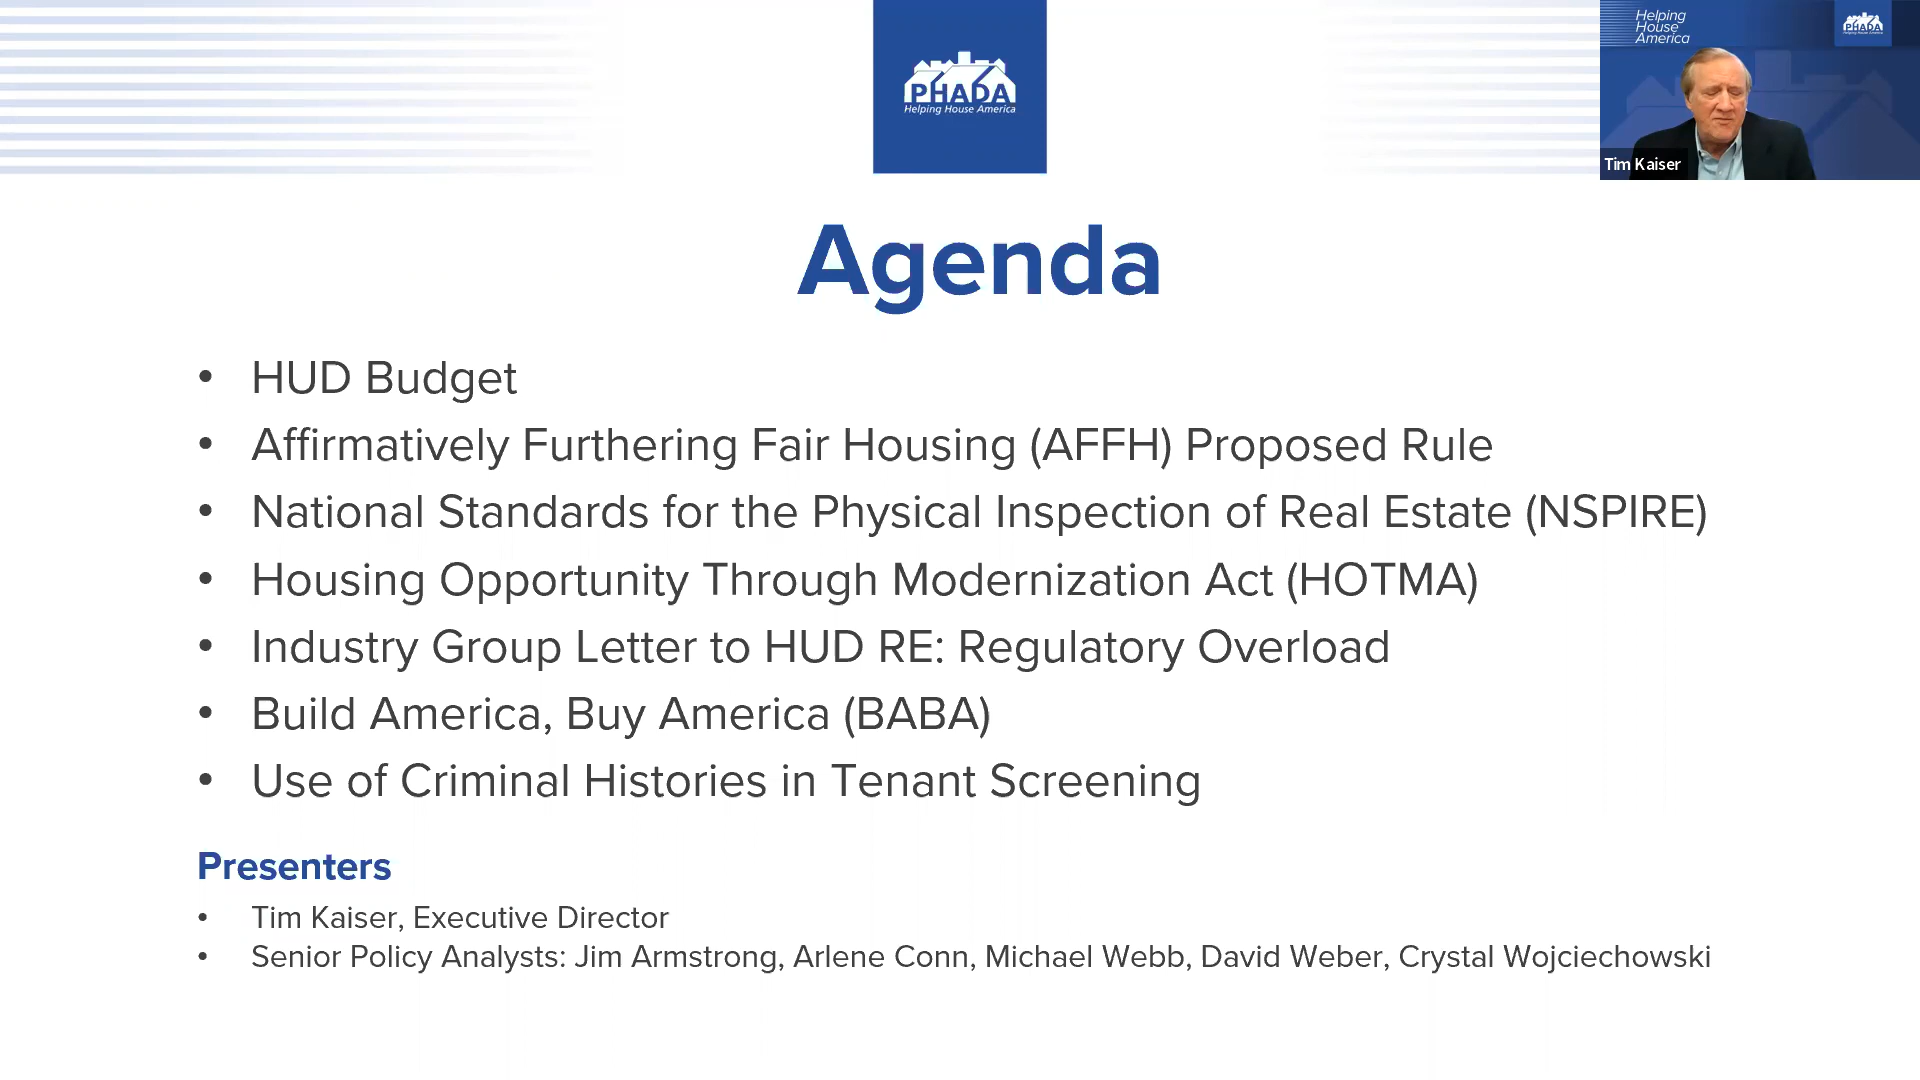 PHADA
Helping House America
Helping
House
America
PHADA
Helping House America
Tim Kaiser
Agenda
• HUD Budget
• Affirmatively Furthering Fair Housing (AFFH) Proposed Rule
• National Standards for the Physical Inspection of Real Estate (NSPIRE)
• Housing Opportunity Through Modernization Act (HOTMA)
• Industry Group Letter to HUD RE: Regulatory Overload
• Build America, Buy America (BABA)
• Use of Criminal Histories in Tenant Screening
Presenters
• Tim Kaiser, Executive Director
• Senior Policy Analysts: Jim Armstrong, Arlene Conn, Michael Webb, David Weber, Crystal Wojciechowski